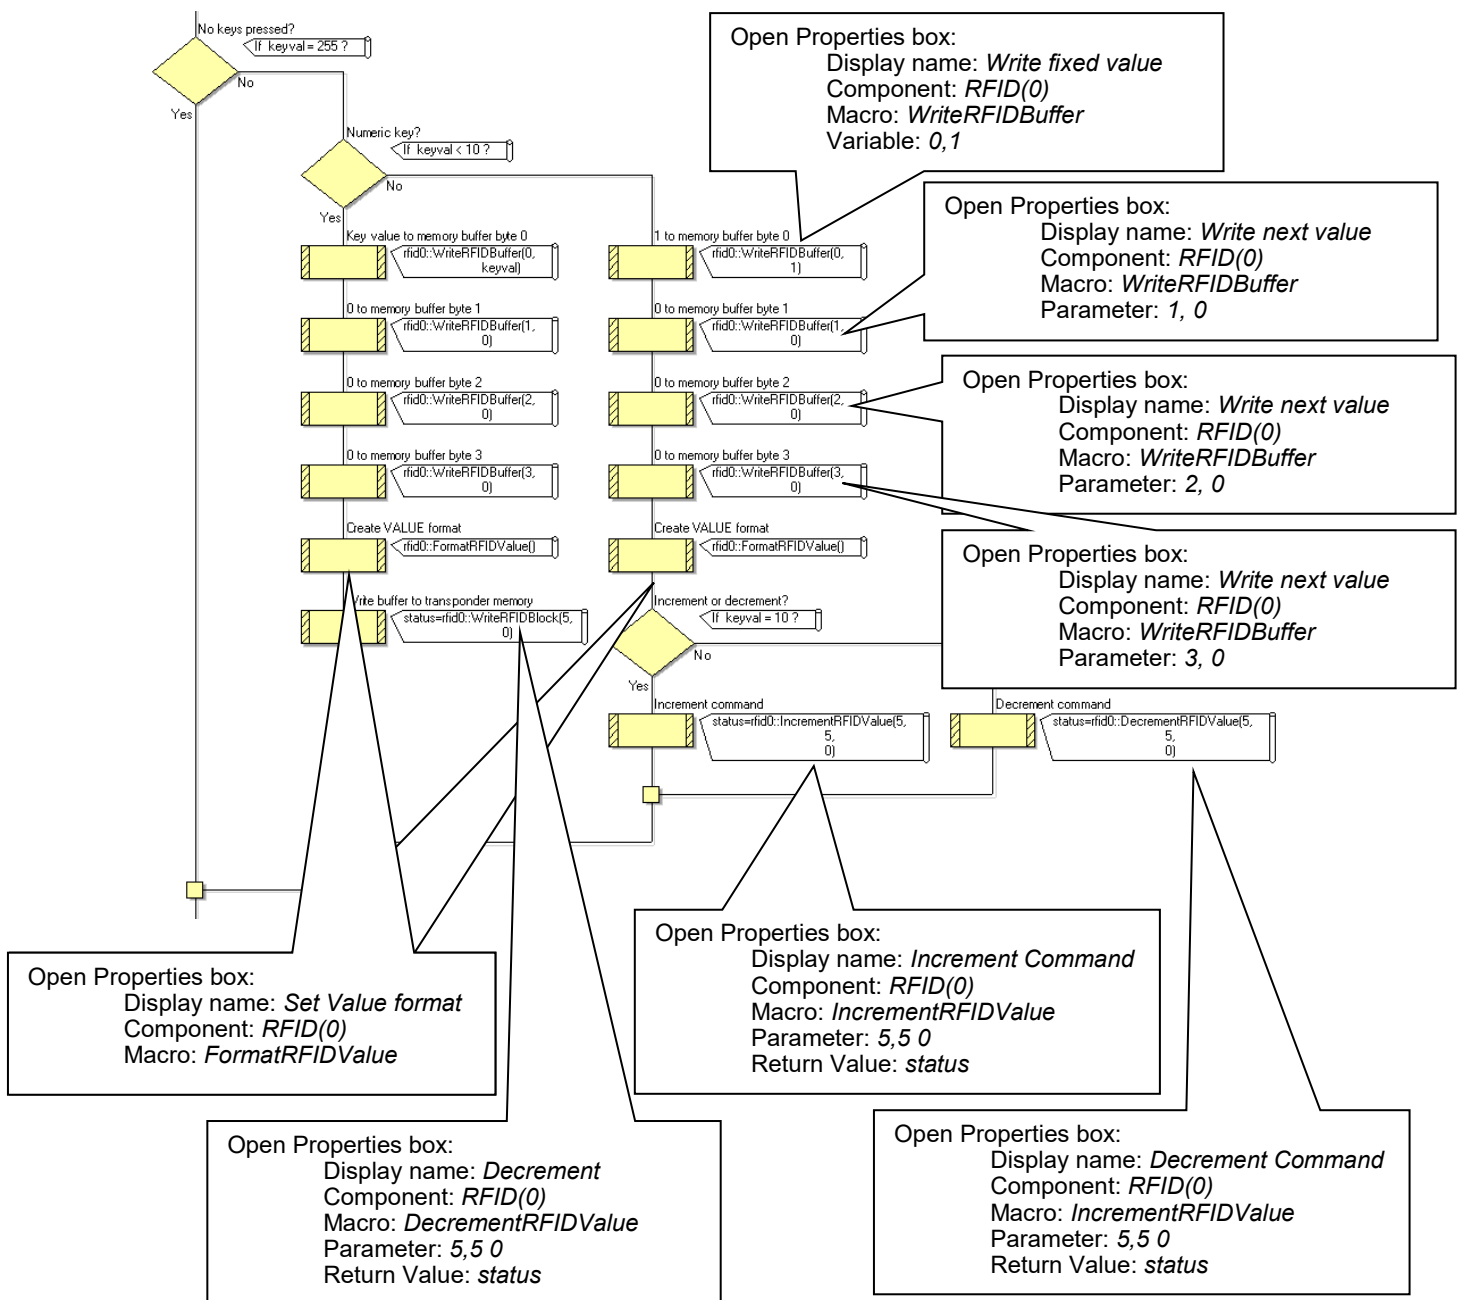 No keys pressed?
If keyval = 255 ?
No
Yes
Numeric key?
If keyval < 10 ?
No
Yes
Key value to memory buffer byte 0
rfid0::WriteRFIDBuffer(0,
keyval)
0 to memory buffer byte 1
rfid0::WriteRFIDBuffer(1,
0)
0 to memory buffer byte 2
rfid0::WriteRFIDBuffer(2,
0)
0 to memory buffer byte 3
rfid0::WriteRFIDBuffer(3,
0)
Create VALUE format
rfid0::FormatRFIDValue()
Write buffer to transponder memory
status=rfid0::WriteRFIDBlock(5,
0)
1 to memory buffer byte 0
rfid0::WriteRFIDBuffer(0,
1)
0 to memory buffer byte 1
rfid0::WriteRFIDBuffer(1,
0)
0 to memory buffer byte 2
rfid0::WriteRFIDBuffer(2,
0)
0 to memory buffer byte 3
rfid0::WriteRFIDBuffer(3,
0)
Create VALUE format
rfid0::FormatRFIDValue()
Increment or decrement?
If keyval = 10 ?
No
Yes
Increment command
status=rfid0::IncrementRFIDValue(5,
5,
0)
Decrement command
status=rfid0::DecrementRFIDValue(5,
5,
0)
Open Properties box:
Display name: Write fixed value
Component: RFID(0)
Macro: WriteRFIDBuffer
Variable: 0,1
Open Properties box:
Display name: Write next value
Component: RFID(0)
Macro: WriteRFIDBuffer
Parameter: 1, 0
Open Properties box:
Display name: Write next value
Component: RFID(0)
Macro: WriteRFIDBuffer
Parameter: 2, 0
Open Properties box:
Display name: Write next value
Component: RFID(0)
Macro: WriteRFIDBuffer
Parameter: 3, 0
Open Properties box:
Display name: Set Value format
Component: RFID(0)
Macro: FormatRFIDValue
Open Properties box:
Display name: Increment Command
Component: RFID(0)
Macro: IncrementRFIDValue
Parameter: 5,5 0
Return Value: status
Open Properties box:
Display name: Decrement
Component: RFID(0)
Macro: DecrementRFIDValue
Parameter: 5,5 0
Return Value: status
Open Properties box:
Display name: Decrement Command
Component: RFID(0)
Macro: IncrementRFIDValue
Parameter: 5,5 0
Return Value: status